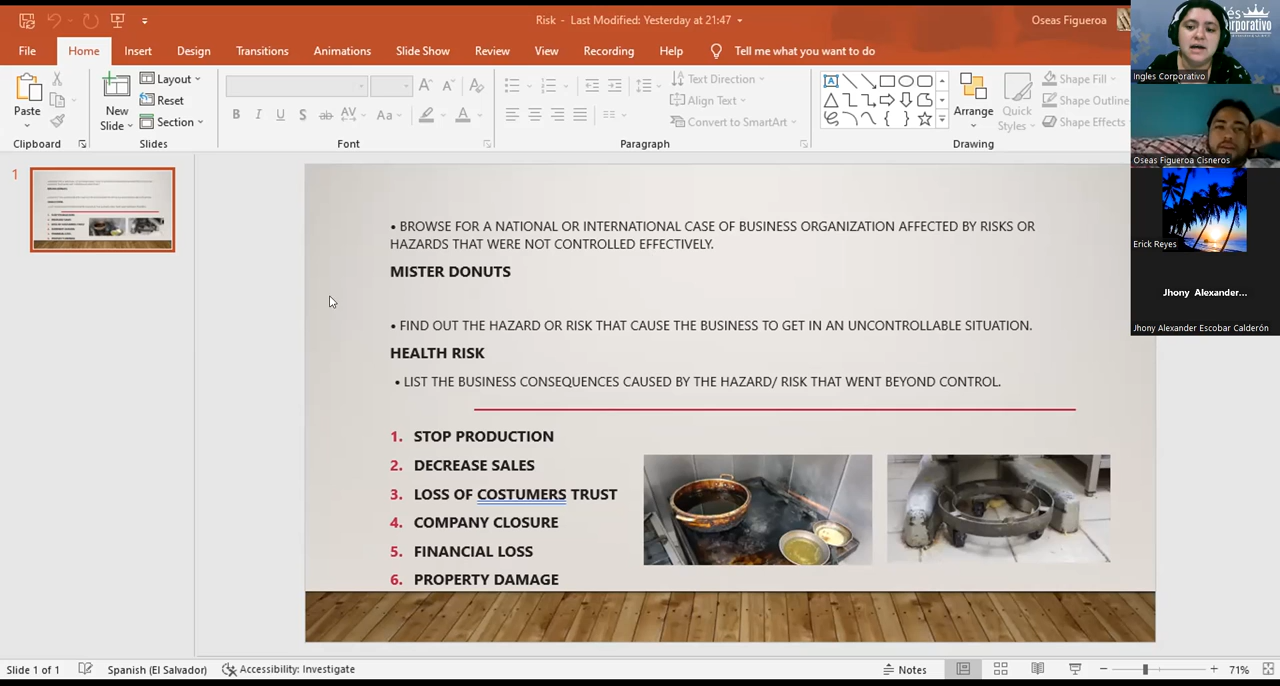 Risk - Last Modified: Yesterday at 21:47
Oseas Figueroa
File Home Insert Design Transitions Animations Slide Show Review View Recording Help Tell me what you want to do
Paste
New Slide
Layout
Reset
Section
Text Direction
Align Text
Convert to SmartArt
Arrange
Quick Styles
Shape Fill
Shape Outline
Shape Effects
Clipboard Slides Font Paragraph Drawing
1
• BROWSE FOR A NATIONAL OR INTERNATIONAL CASE OF BUSINESS ORGANIZATION AFFECTED BY RISKS OR
HAZARDS THAT WERE NOT CONTROLLED EFFECTIVELY.
MISTER DONUTS
• FIND OUT THE HAZARD OR RISK THAT CAUSE THE BUSINESS TO GET IN AN UNCONTROLLABLE SITUATION.
HEALTH RISK
• LIST THE BUSINESS CONSEQUENCES CAUSED BY THE HAZARD/ RISK THAT WENT BEYOND CONTROL.
1. STOP PRODUCTION
2. DECREASE SALES
3. LOSS OF COSTUMERS TRUST
4. COMPANY CLOSURE
5. FINANCIAL LOSS
6. PROPERTY DAMAGE
Ingles Corporativo
Oseas Figueroa Cisneros
Erick Reyes
Jhony Alexander...
Jhony Alexander Escobar Calderón
Slide 1 of 1 Spanish (El Salvador) Accessibility: Investigate Notes 71%